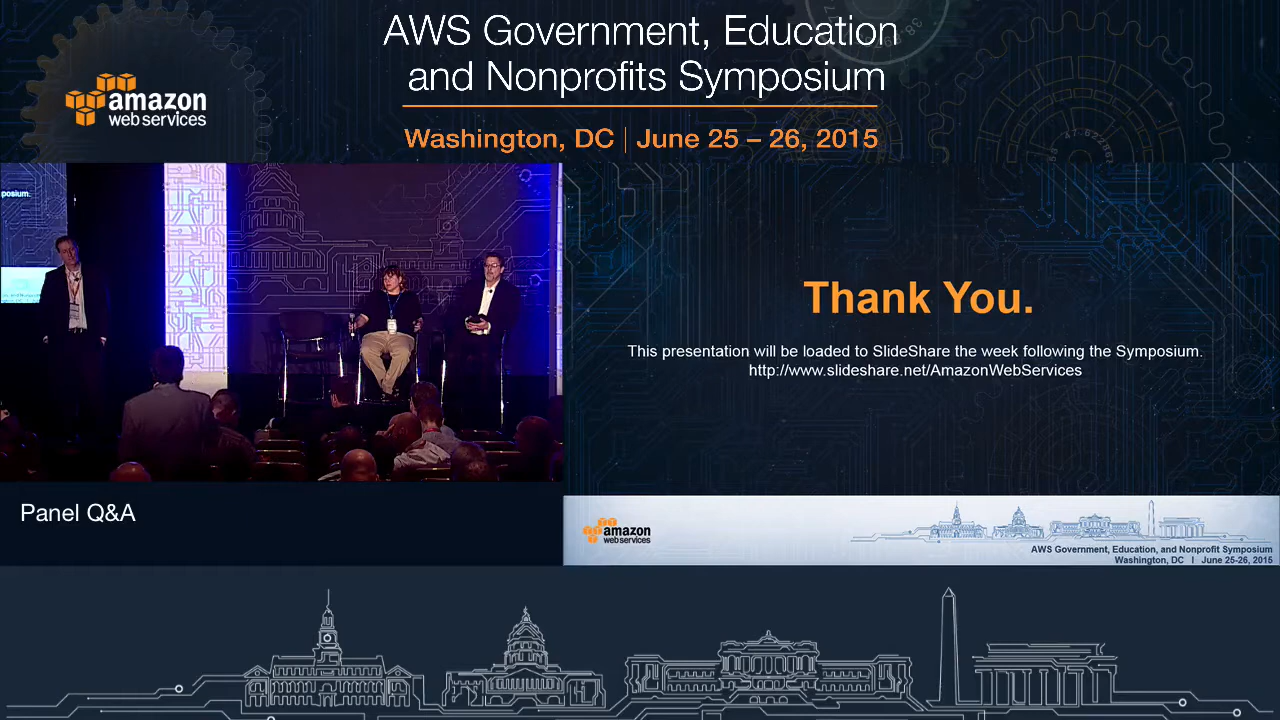 AWS Government, Education
and Nonprofits Symposium
Washington, DC | June 25 – 26, 2015
amazon
web services
posium.
Thank You.
This presentation will be loaded to SlideShare the week following the Symposium.
http://www.slideshare.net/AmazonWebServices
Panel Q&A
amazon
web services
AWS Government, Education, and Nonprofit Symposium
Washington, DC | June 25-26, 2015